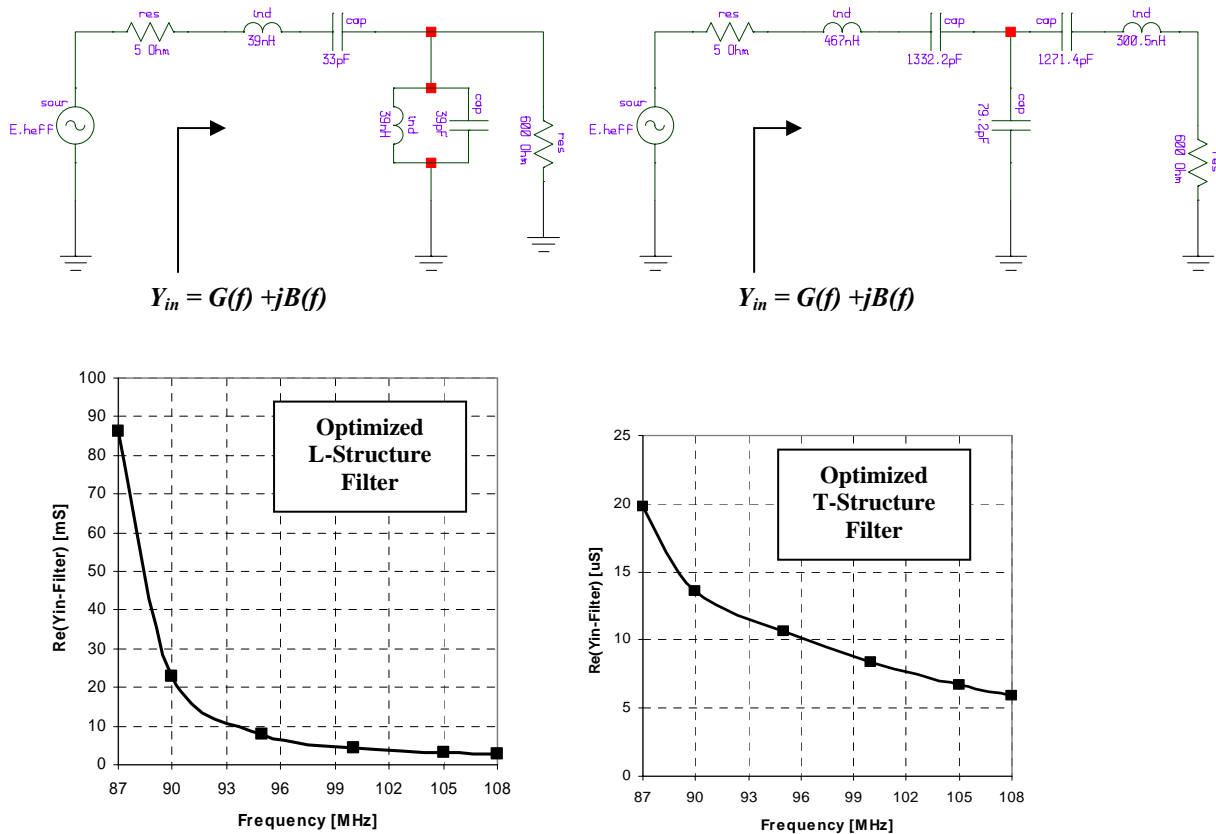 res
5 Ohm
ind
39nH
cap
33pF
sour
E.heff
ind
39nH
cap
39pF
600 Ohm
res
Yin = G(f) +jB(f)
res
5 Ohm
ind
467nH
cap
1332.2pF
cap
1271.4pF
ind
300.5nH
sour
E.heff
cap
79.2pF
600 Ohm
res
Yin = G(f) +jB(f)
Optimized
L-Structure
Filter
Re(Yin-Filter) [mS]
100
90
80
70
60
50
40
30
20
10
0
87 90 93 96 99 102 105 108
Frequency [MHz]
Optimized
T-Structure
Filter
Re(Yin-Filter) [uS]
25
20
15
10
5
0
87 90 93 96 99 102 105 108
Frequency [MHz]